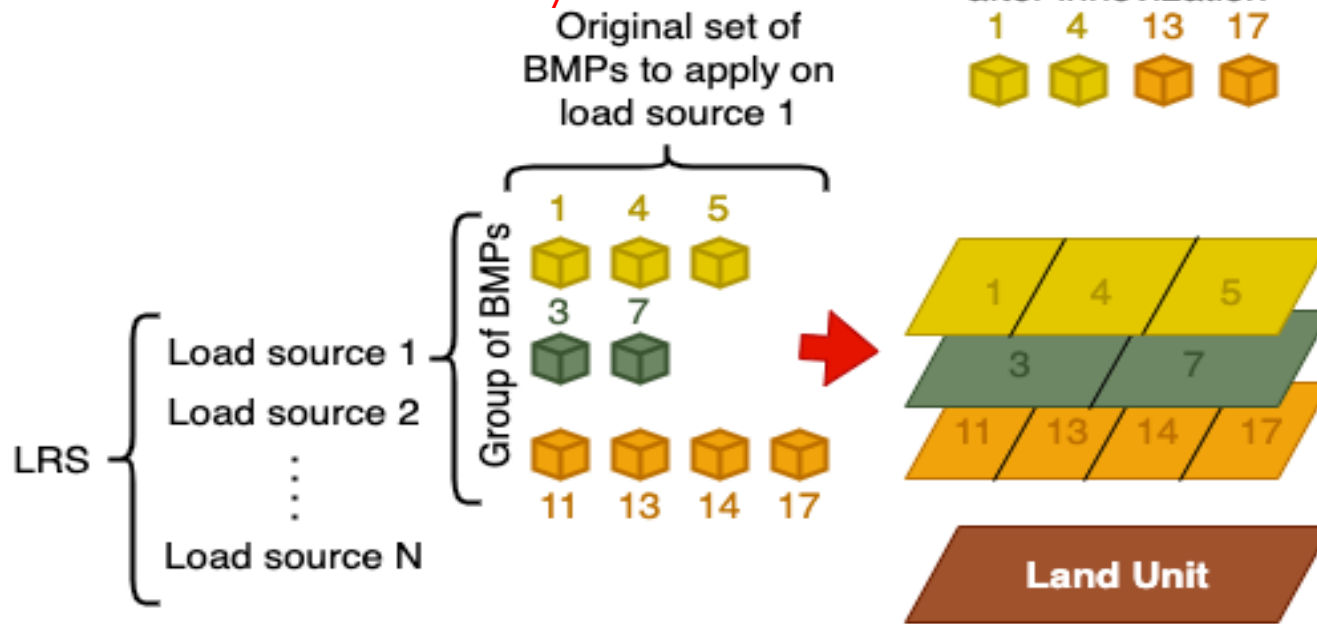 Original set of
BMPs to apply on
load source 1
after innovization
1 4 13 17
1 4 5
3 7
11 13 14 17
Group of BMPs
LRS
Load source 1
Load source 2
Load source N
1 4 5
3 7
11 13 14 17
Land Unit